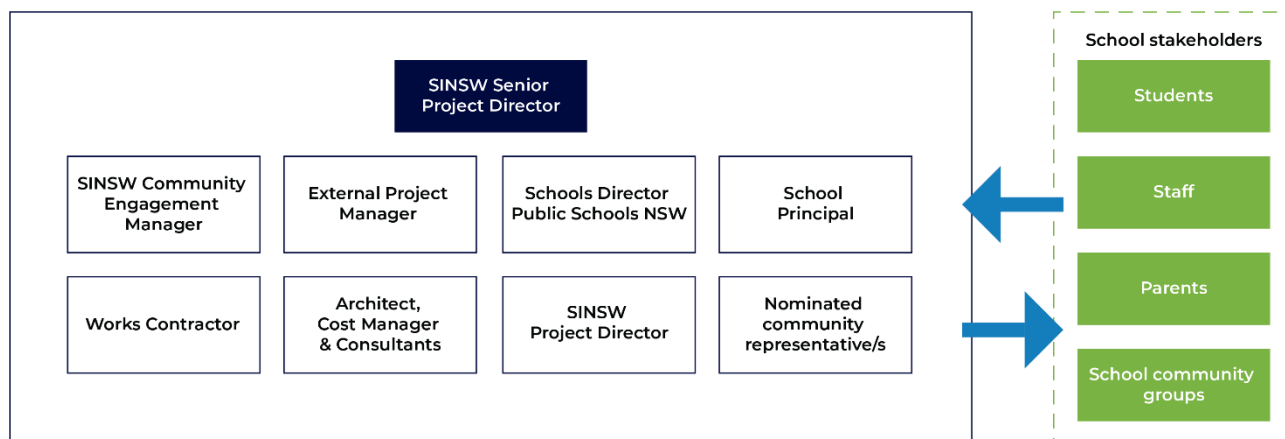 SINSW Senior
Project Director
SINSW Community
Engagement
Manager
External Project
Manager
Schools Director
Public Schools NSW
School
Principal
Works Contractor
Architect,
Cost Manager
& Consultants
SINSW
Project Director
Nominated
community
representative/s
School stakeholders
Students
Staff
Parents
School community
groups